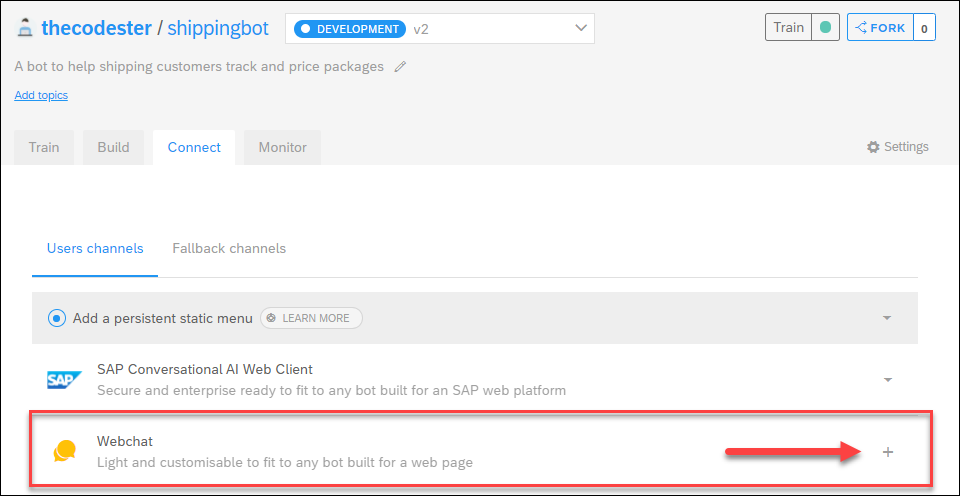 thecodester / shippingbot DEVELOPMENT v2 Train FORK 0
A bot to help shipping customers track and price packages
Add topics
Train Build Connect Monitor Settings
Users channels Fallback channels
Add a persistent static menu LEARN MORE
SAP SAP Conversational AI Web Client
Secure and enterprise ready to fit to any bot built for an SAP web platform
Webchat
Light and customisable to fit to any bot built for a web page